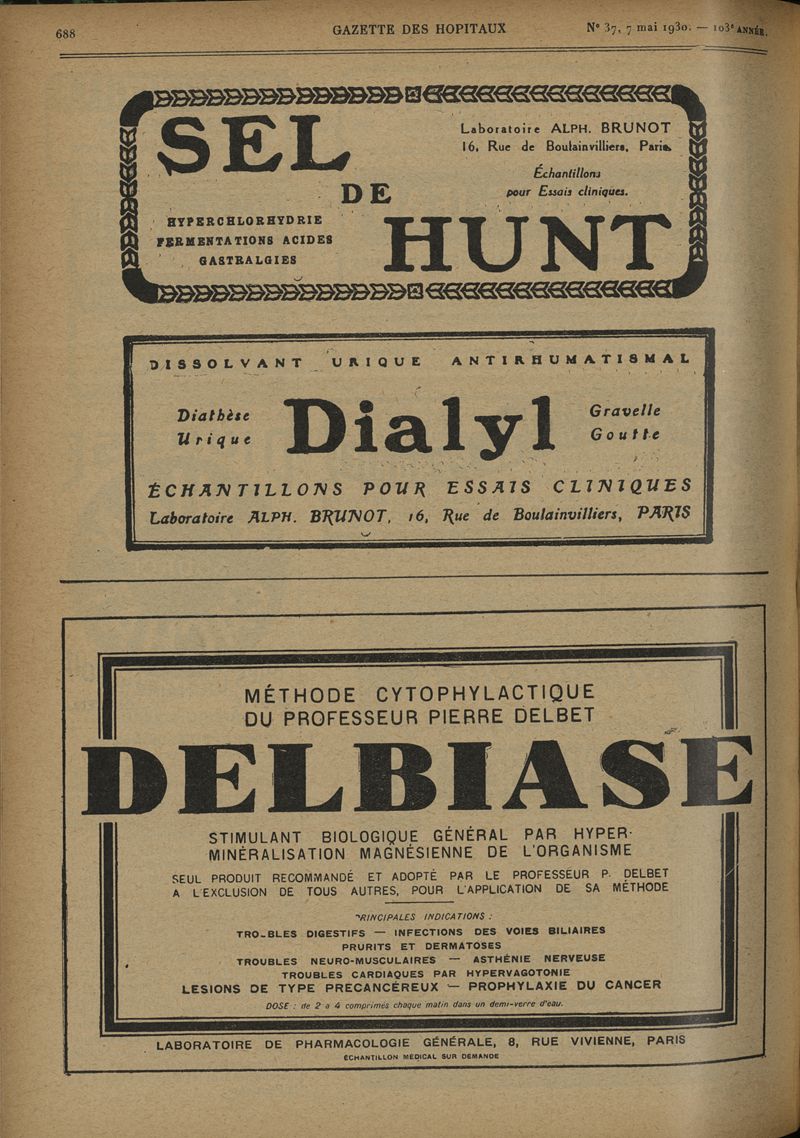 688
GAZETTE DES HOPITAUX
N° 37, 7 mai 1930. — 103e ANNÉE.
SEL
DE
HUNT
Laboratoire ALPH. BRUNOT
16, Rue de Boulainvilliers, Paris.
Échantillons
pour Essais cliniques.
HYPERCHLORHYDRIE
FERMENTATIONS ACIDES
GASTRALGIES
DISSOLVANT URIQUE ANTIRHUMATISMAL
Diathèse
Urique
Dialyl
Gravelle
Goutte
ÉCHANTILLONS POUR ESSAIS CLINIQUES
Laboratoire ALPH. BRUNOT, 16, Rue de Boulainvilliers, PARIS
MÉTHODE CYTOPHYLACTIQUE
DU PROFESSEUR PIERRE DELBET
DELBIASE
STIMULANT BIOLOGIQUE GÉNÉRAL PAR HYPER-
MINÉRALISATION MAGNÉSIENNE DE L'ORGANISME
SEUL PRODUIT RECOMMANDÉ ET ADOPTÉ PAR LE PROFESSEUR P. DELBET
A L'EXCLUSION DE TOUS AUTRES, POUR L'APPLICATION DE SA MÉTHODE
PRINCIPALES INDICATIONS :
TROUBLES DIGESTIFS — INFECTIONS DES VOIES BILIAIRES
PRURITS ET DERMATOSES
TROUBLES NEURO-MUSCULAIRES — ASTHÉNIE NERVEUSE
TROUBLES CARDIAQUES PAR HYPERVAGOTONIE
LESIONS DE TYPE PRECANCÉREUX — PROPHYLAXIE DU CANCER
DOSE : de 2 à 4 comprimés chaque matin dans un demi-verre d'eau.
LABORATOIRE DE PHARMACOLOGIE GÉNÉRALE, 8, RUE VIVIENNE, PARIS
ÉCHANTILLON MÉDICAL SUR DEMANDE